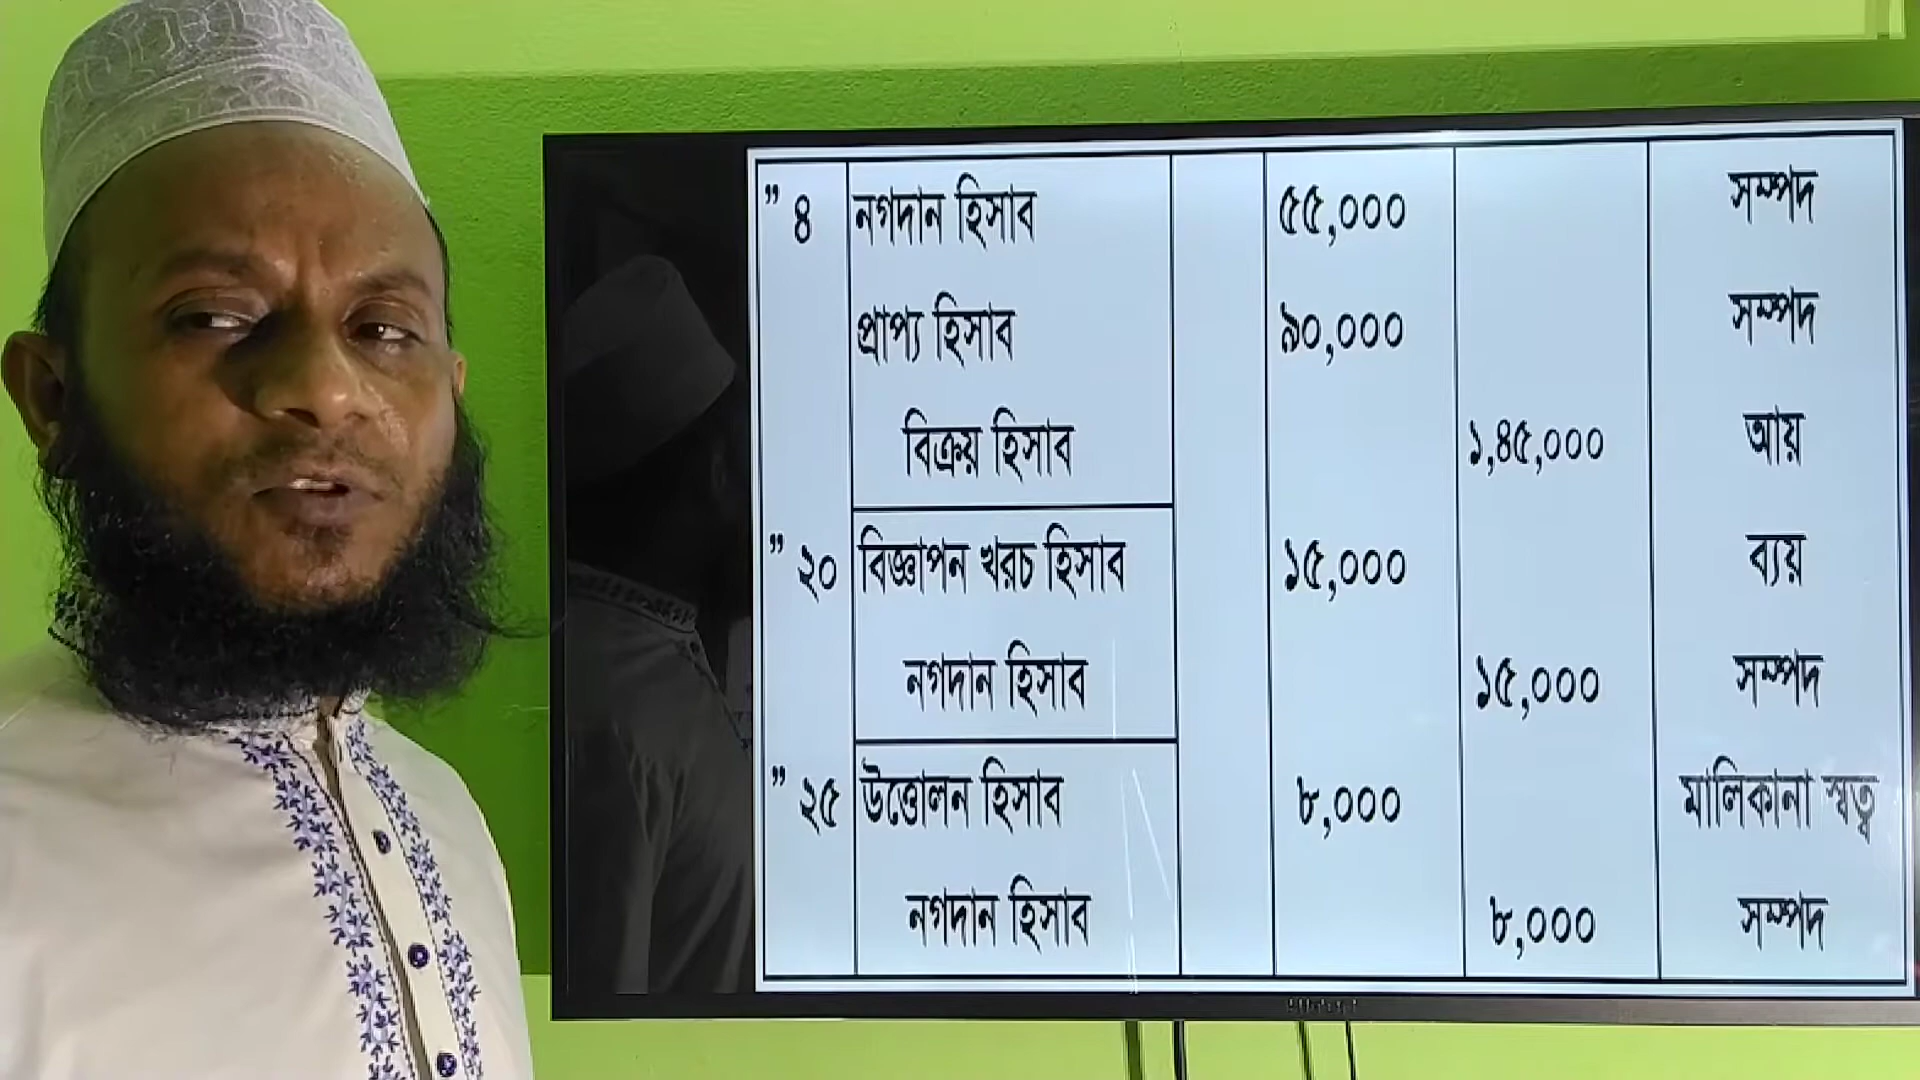 ” ৪ নগদান হিসাব ৫৫,০০০ সম্পদ
প্রাপ্য হিসাব ৯০,০০০ সম্পদ
বিক্রয় হিসাব ১,৪৫,০০০ আয়
” ২০ বিজ্ঞাপন খরচ হিসাব ১৫,০০০ ব্যয়
নগদান হিসাব ১৫,০০০ সম্পদ
” ২৫ উত্তোলন হিসাব ৮,০০০ মালিকানা স্বত্ব
নগদান হিসাব ৮,০০০ সম্পদ